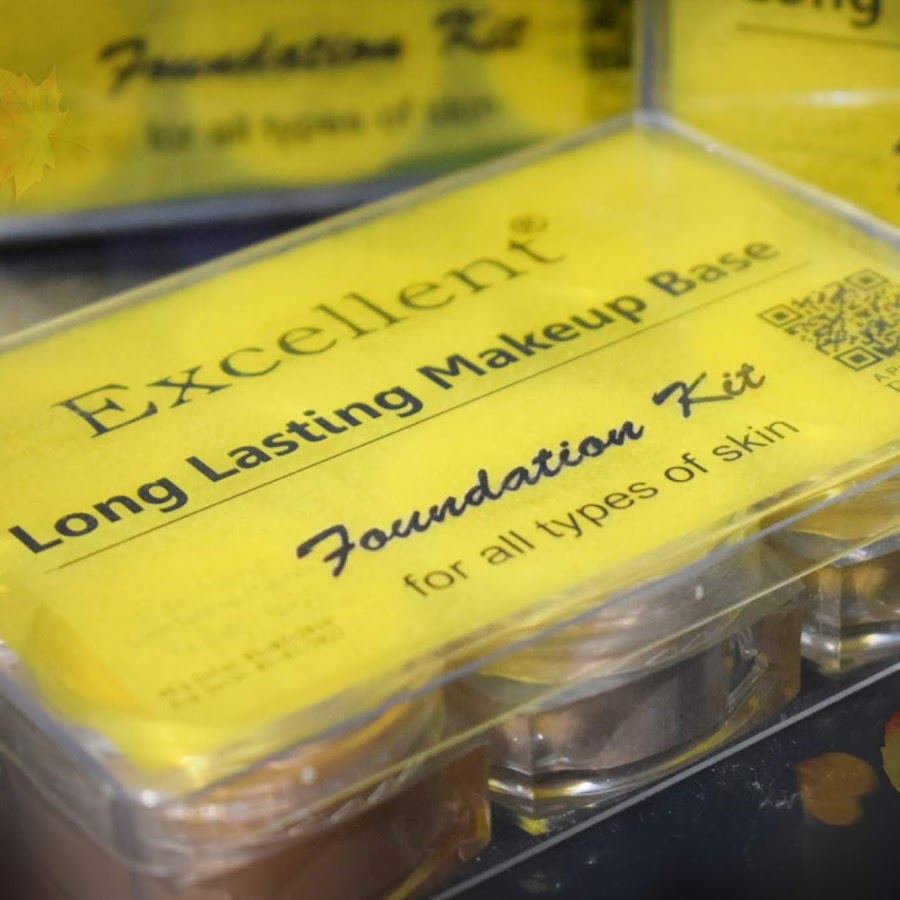 Foundation Kit
for all types of skin
Long
Excellent®
Long Lasting Makeup Base
Foundation Kit
for all types of skin